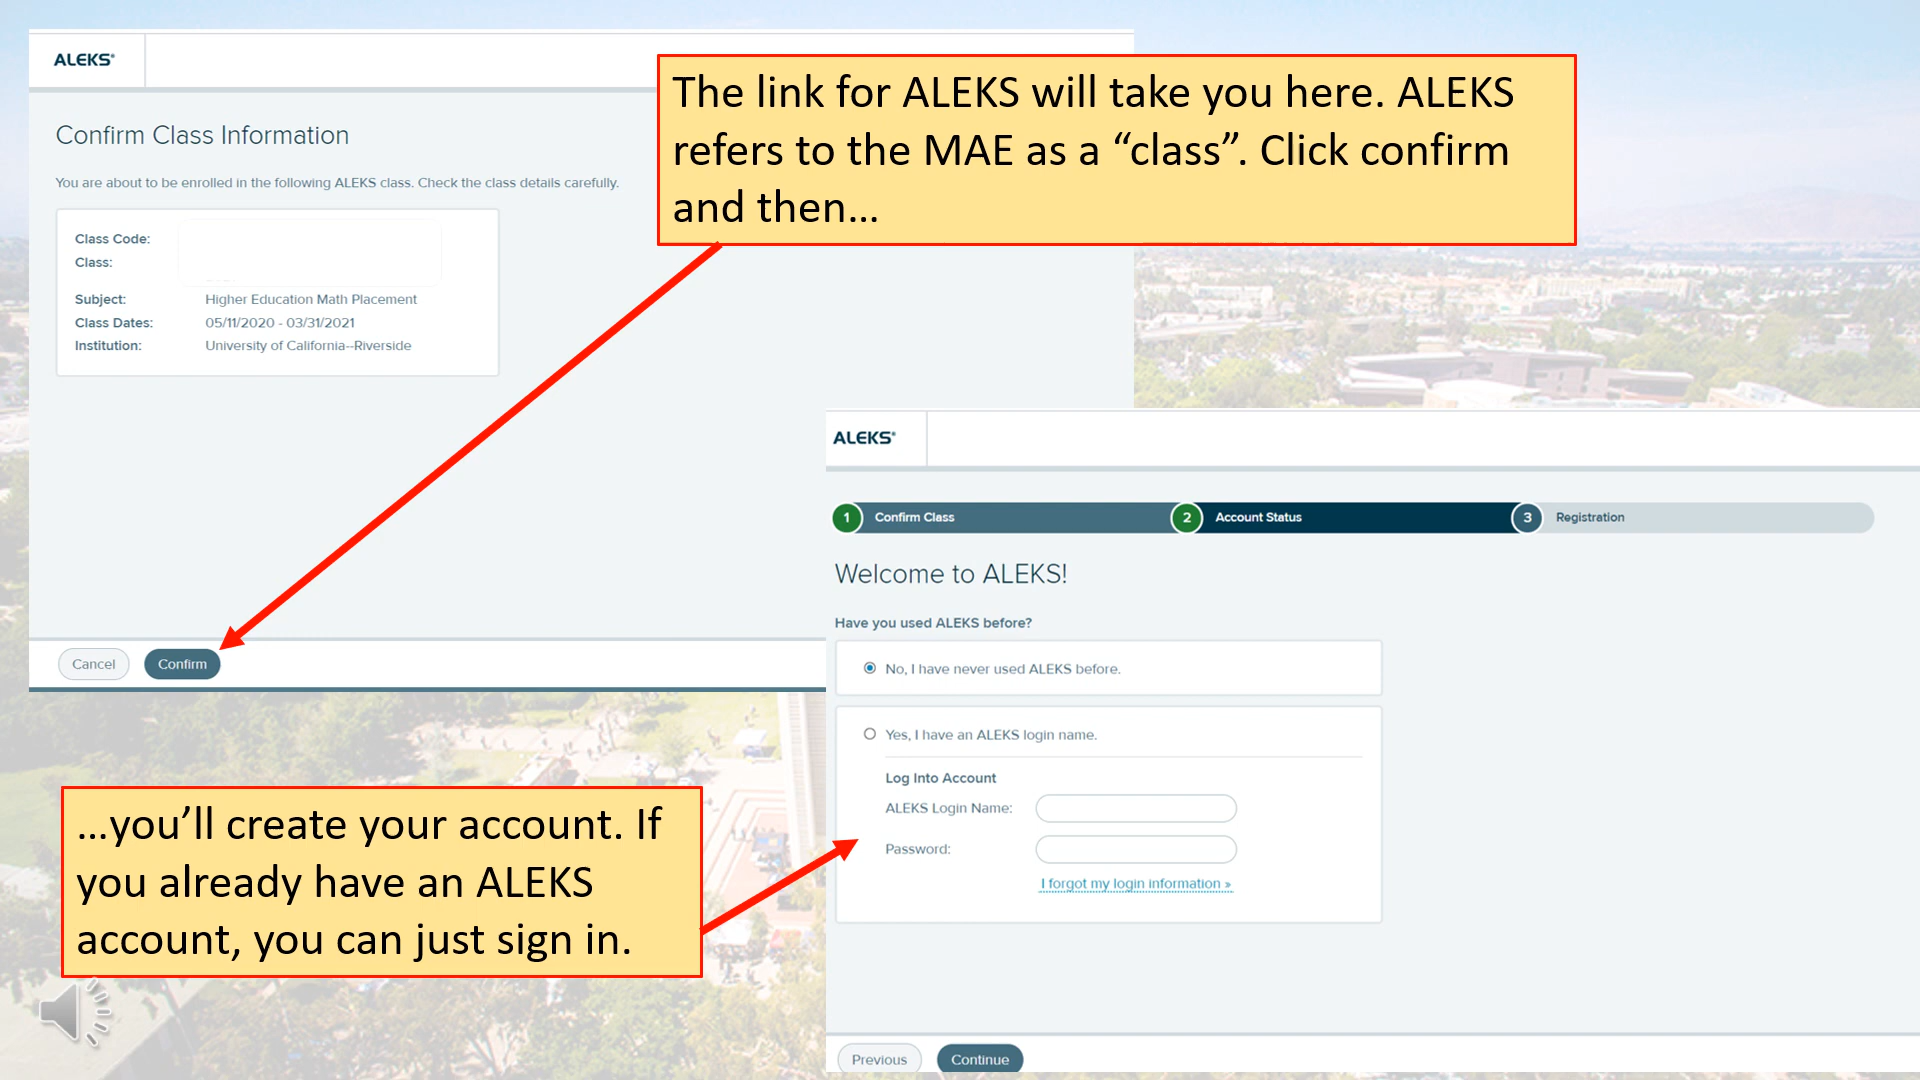 ALEKS®
Confirm Class Information
You are about to be enrolled in the following ALEKS class. Check the class details carefully.
Class Code:
Class:
Subject: Higher Education Math Placement
Class Dates: 05/11/2020 - 03/31/2021
Institution: University of California--Riverside
Cancel Confirm
The link for ALEKS will take you here. ALEKS
refers to the MAE as a “class”. Click confirm
and then…
ALEKS®
1 Confirm Class 2 Account Status 3 Registration
Welcome to ALEKS!
Have you used ALEKS before?
No, I have never used ALEKS before.
Yes, I have an ALEKS login name.
Log Into Account
ALEKS Login Name:
Password:
I forgot my login information »
Previous Continue
…you’ll create your account. If
you already have an ALEKS
account, you can just sign in.